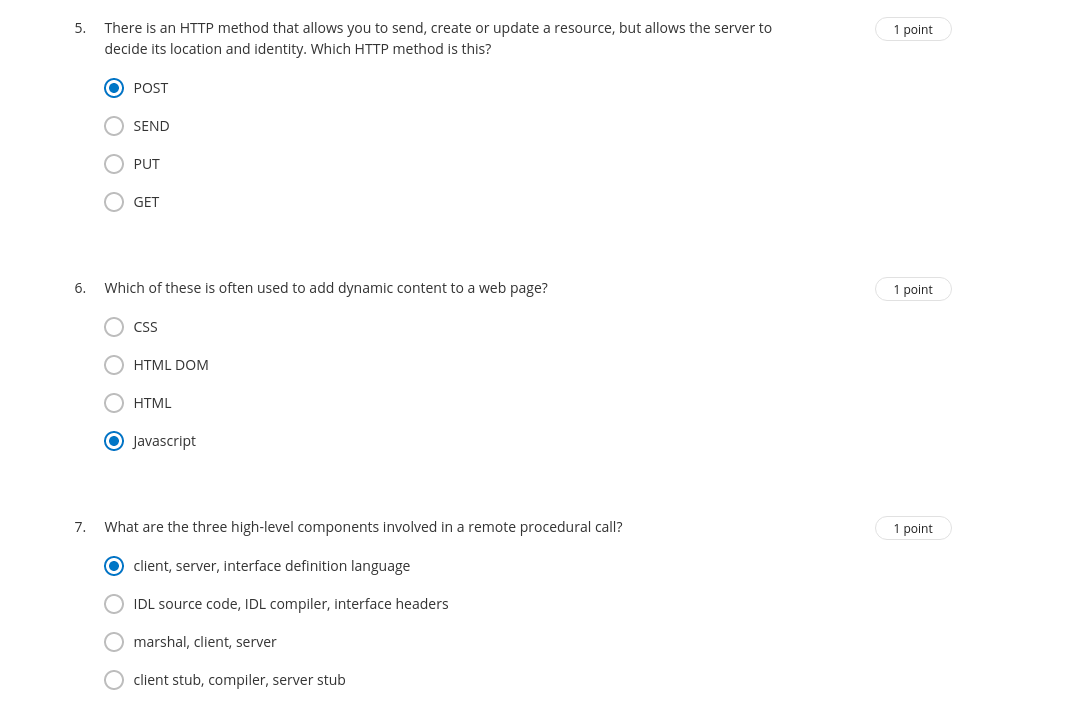 5. There is an HTTP method that allows you to send, create or update a resource, but allows the server to 1 point
decide its location and identity. Which HTTP method is this?
POST
SEND
PUT
GET
6. Which of these is often used to add dynamic content to a web page? 1 point
CSS
HTML DOM
HTML
Javascript
7. What are the three high-level components involved in a remote procedural call? 1 point
client, server, interface definition language
IDL source code, IDL compiler, interface headers
marshal, client, server
client stub, compiler, server stub